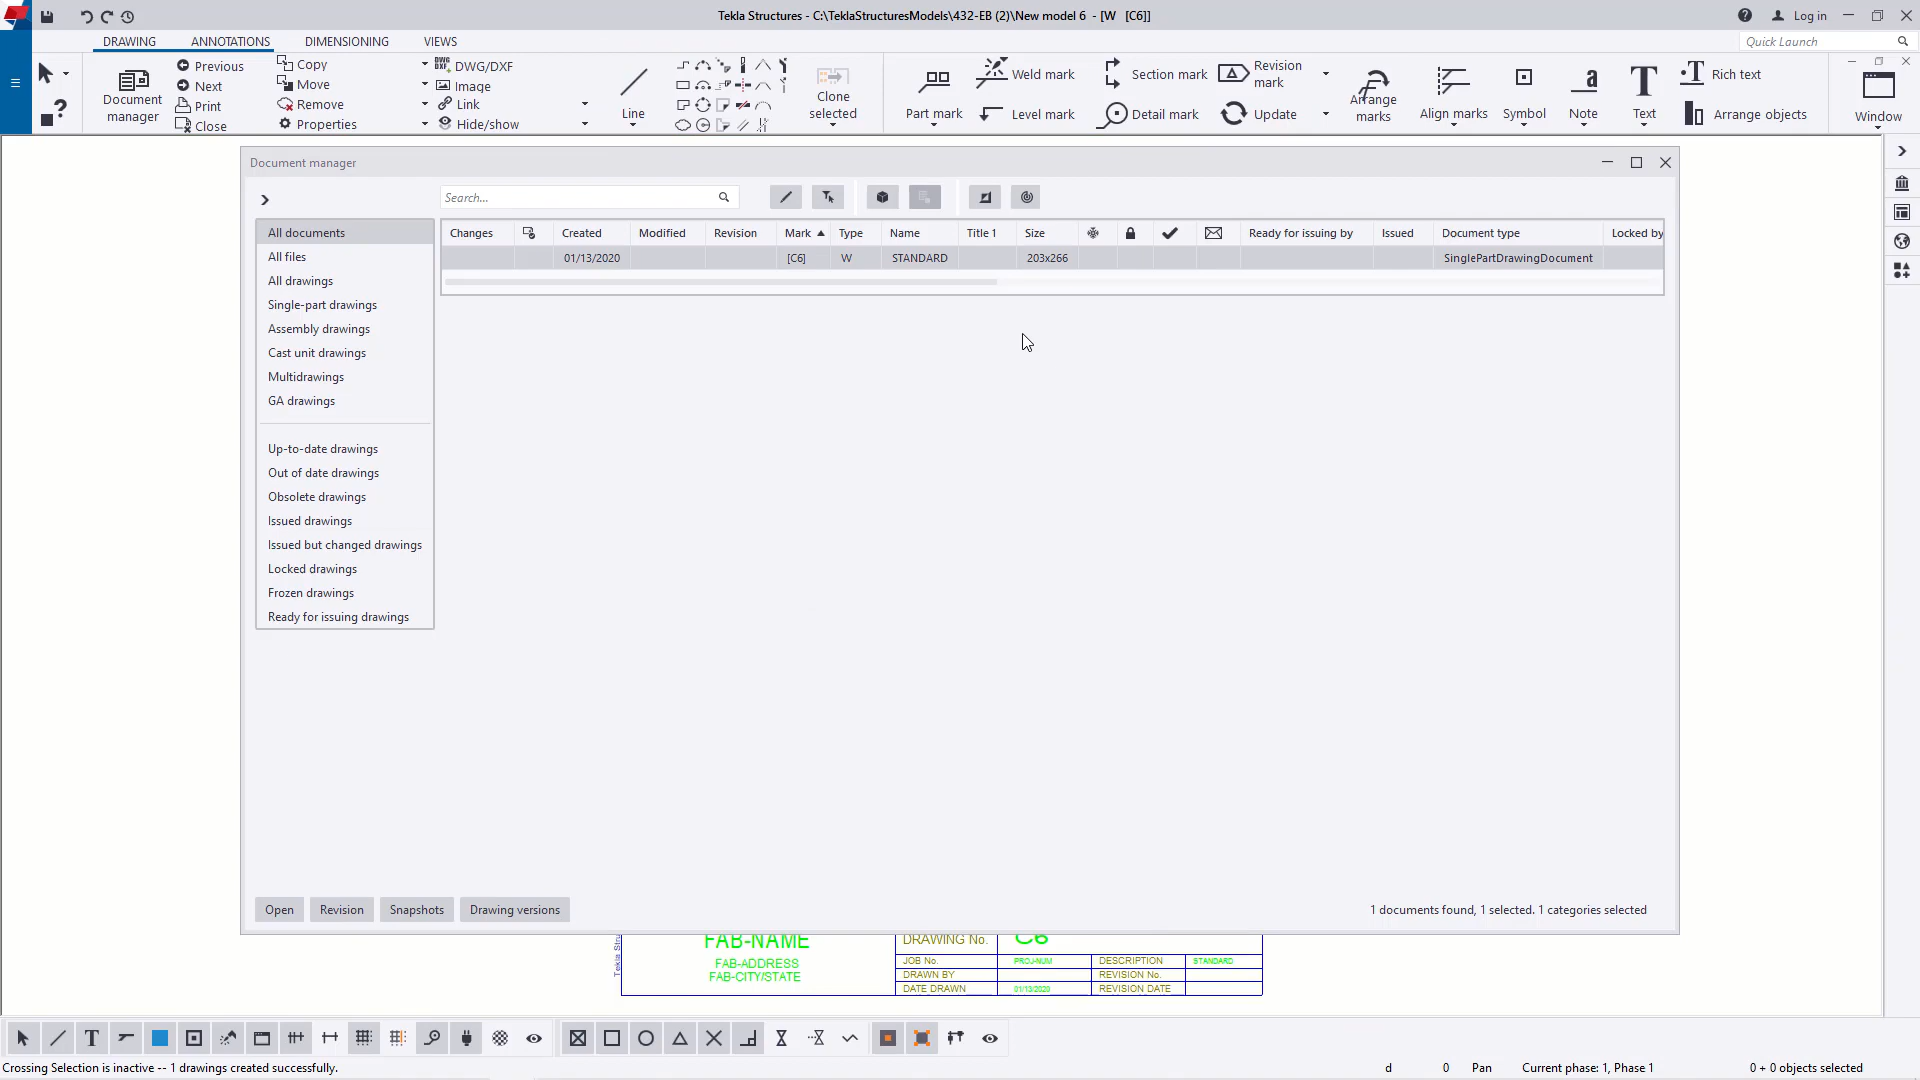 Tekla Structures - C:\TeklaStructuresModels\432-EB (2)\New model 6 - [W [C6]]
Log in
DRAWING ANNOTATIONS DIMENSIONING VIEWS
Quick Launch
Document manager
Previous
Next
Print
Close
Copy
Move
Remove
Properties
DWG/DXF
Image
Link
Hide/show
Line
Clone selected
Part mark
Weld mark
Level mark
Section mark
Detail mark
Revision mark
Update
Arrange marks
Align marks
Symbol
Note
Text
Rich text
Arrange objects
Window
Document manager
Search...
All documents
All files
All drawings
Single-part drawings
Assembly drawings
Cast unit drawings
Multidrawings
GA drawings
Up-to-date drawings
Out of date drawings
Obsolete drawings
Issued drawings
Issued but changed drawings
Locked drawings
Frozen drawings
Ready for issuing drawings
Changes Created Modified Revision Mark Type Name Title 1 Size Ready for issuing by Issued Document type Locked by
01/13/2020 [C6] W STANDARD 203x266 SinglePartDrawingDocument
Open Revision Snapshots Drawing versions
1 documents found, 1 selected. 1 categories selected
FAB-NAME
FAB-ADDRESS
FAB-CITY/STATE
DRAWING No. C6
JOB No. PROJ-NUM DESCRIPTION STANDARD
DRAWN BY REVISION No.
DATE DRAWN 01/13/2020 REVISION DATE
Crossing Selection is inactive -- 1 drawings created successfully.
d 0 Pan Current phase: 1, Phase 1 0 + 0 objects selected